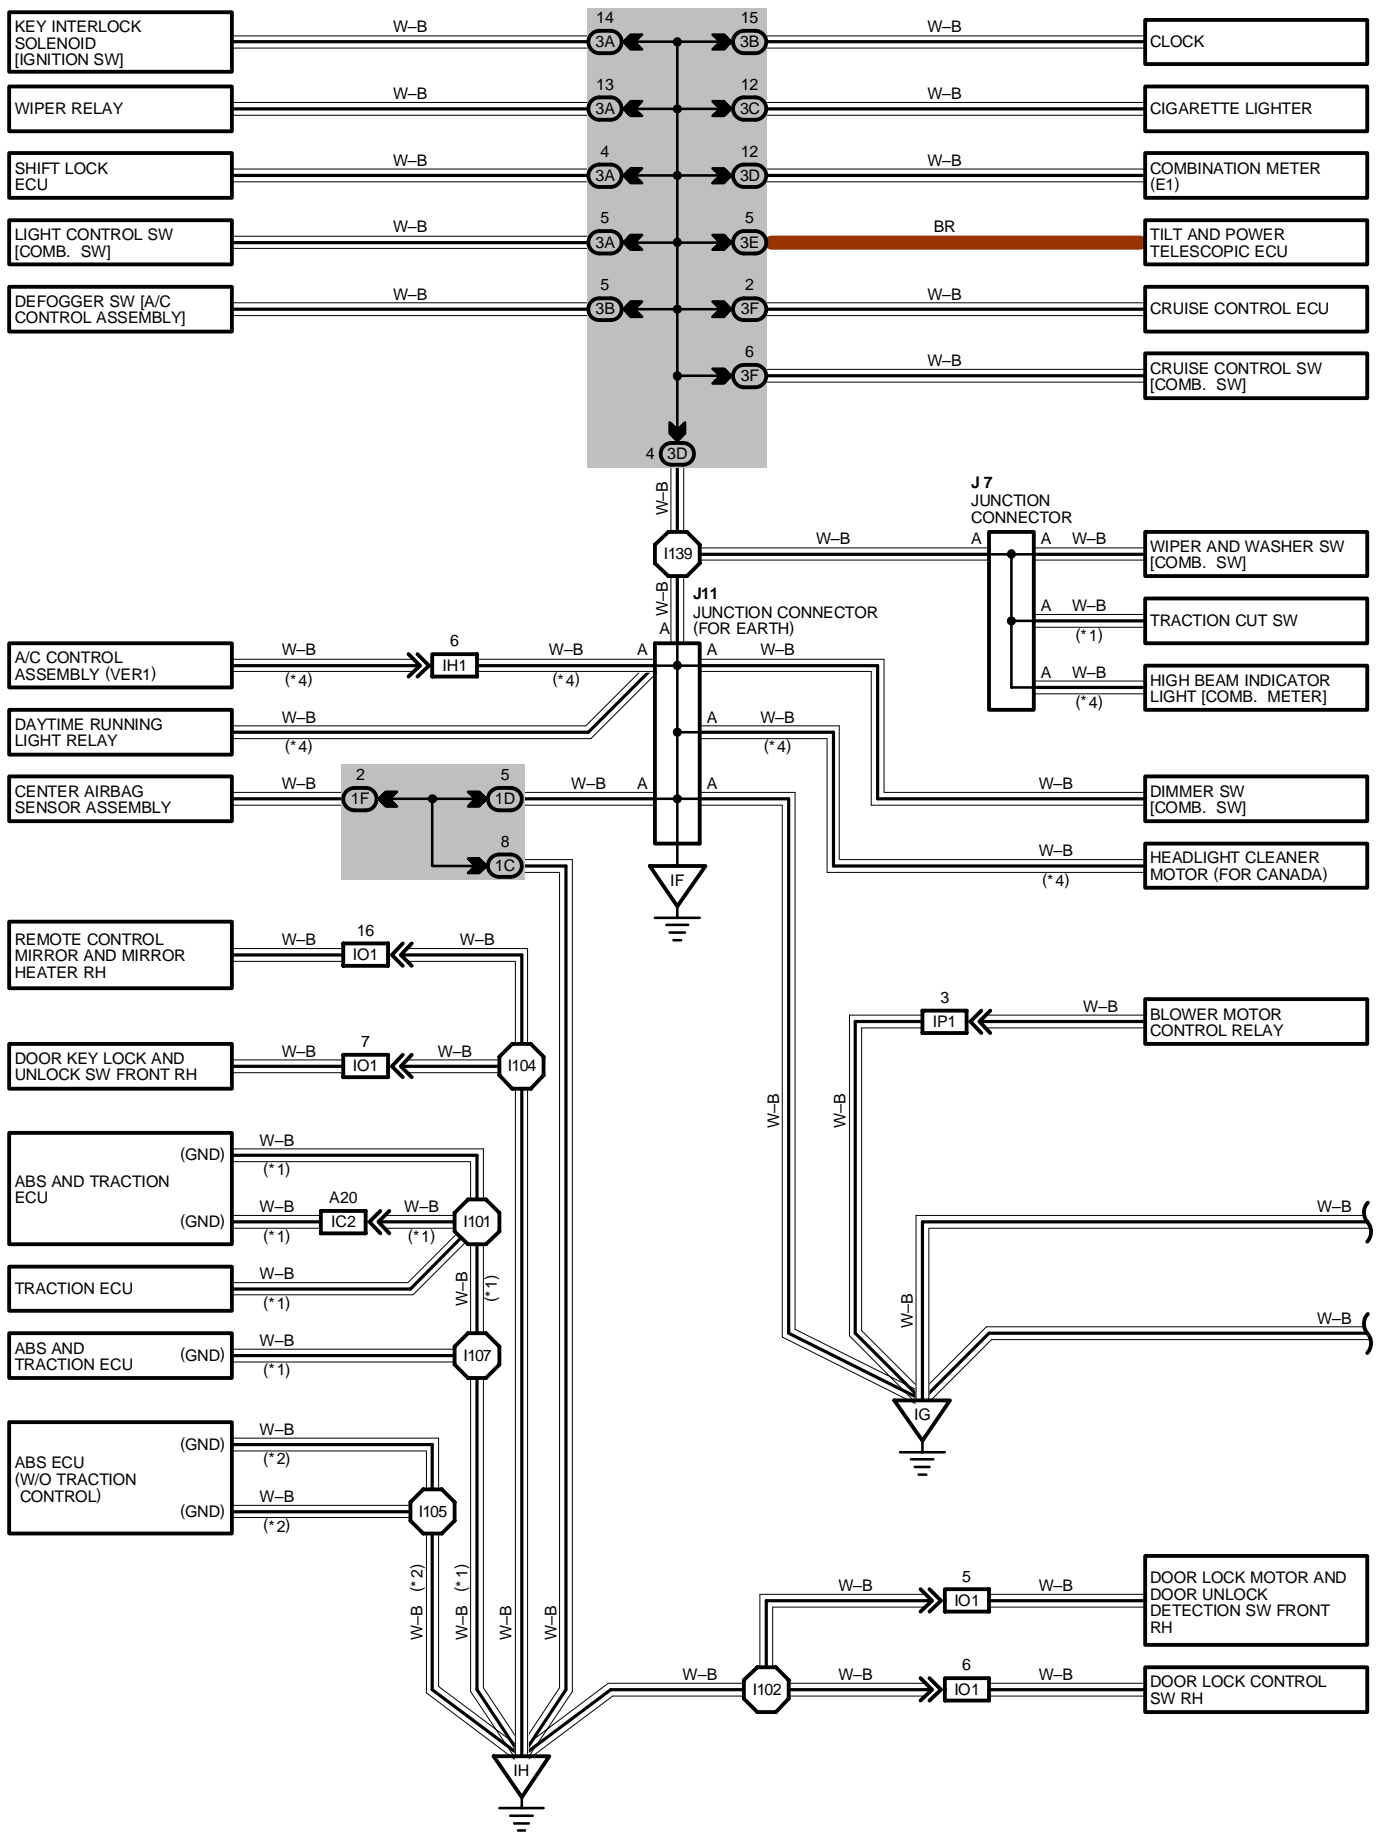 KEY INTERLOCK
SOLENOID
[IGNITION SW]
W–B
14
3A
15
3B
W–B
CLOCK
WIPER RELAY
W–B
13
3A
12
3C
W–B
CIGARETTE LIGHTER
SHIFT LOCK
ECU
W–B
4
3A
12
3D
W–B
COMBINATION METER
(E1)
LIGHT CONTROL SW
[COMB. SW]
W–B
5
3A
5
3E
BR
TILT AND POWER
TELESCOPIC ECU
DEFOGGER SW [A/C
CONTROL ASSEMBLY]
W–B
5
3B
2
3F
W–B
CRUISE CONTROL ECU
6
3F
W–B
CRUISE CONTROL SW
[COMB. SW]
4
3D
W–B
I139
W–B
A
W–B
J 7
JUNCTION
CONNECTOR
A
A
W–B
WIPER AND WASHER SW
[COMB. SW]
A
W–B
(*1)
TRACTION CUT SW
A
W–B
(*4)
HIGH BEAM INDICATOR
LIGHT [COMB. METER]
J11
JUNCTION CONNECTOR
(FOR EARTH)
A/C CONTROL
ASSEMBLY (VER1)
W–B
(*4)
6
IH1
W–B
(*4)
A
A
W–B
DAYTIME RUNNING
LIGHT RELAY
W–B
(*4)
A
W–B
(*4)
CENTER AIRBAG
SENSOR ASSEMBLY
W–B
2
1F
5
1D
W–B
A
A
W–B
DIMMER SW
[COMB. SW]
8
1C
IF
W–B
(*4)
HEADLIGHT CLEANER
MOTOR (FOR CANADA)
REMOTE CONTROL
MIRROR AND MIRROR
HEATER RH
W–B
16
IO1
W–B
3
IP1
W–B
BLOWER MOTOR
CONTROL RELAY
DOOR KEY LOCK AND
UNLOCK SW FRONT RH
W–B
7
IO1
W–B
I104
W–B
W–B
ABS AND TRACTION
ECU
(GND)
W–B
(*1)
(GND)
W–B
(*1)
A20
IC2
W–B
(*1)
I101
W–B
TRACTION ECU
W–B
(*1)
W–B
(*1)
W–B
W–B
ABS AND
TRACTION ECU
(GND)
W–B
(*1)
I107
IG
ABS ECU
(W/O TRACTION
CONTROL)
(GND)
W–B
(*2)
(GND)
W–B
(*2)
I105
W–B (*2)
W–B (*1)
W–B
W–B
W–B
5
IO1
W–B
DOOR LOCK MOTOR AND
DOOR UNLOCK
DETECTION SW FRONT
RH
W–B
I102
W–B
6
IO1
W–B
DOOR LOCK CONTROL
SW RH
IH